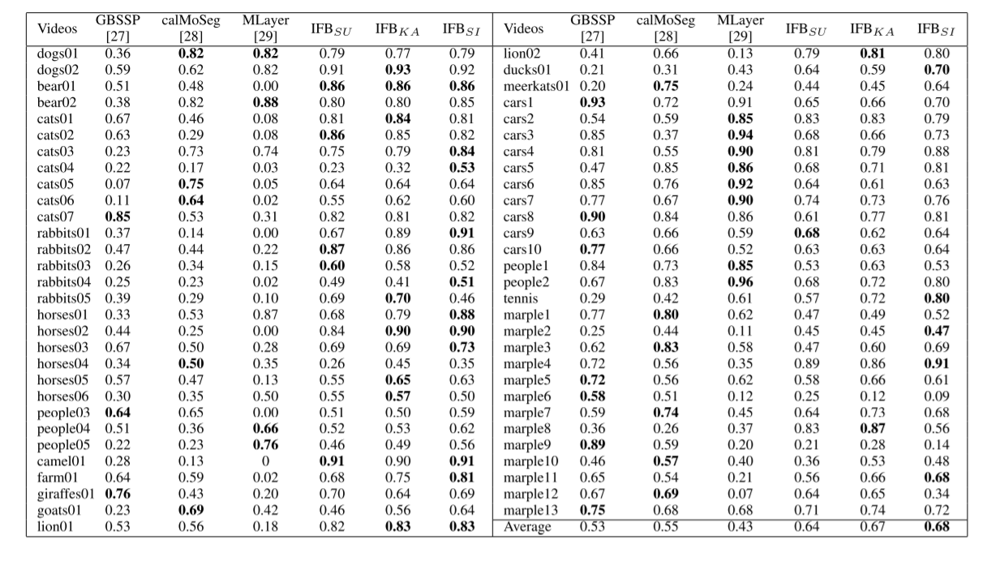 Videos GBSSP [27] calMoSeg [28] MLayer [29] IFB_SU IFB_KA IFB_SI Videos GBSSP [27] calMoSeg [28] MLayer [29] IFB_SU IFB_KA IFB_SI
dogs01 0.36 0.82 0.82 0.79 0.77 0.79 lion02 0.41 0.66 0.13 0.79 0.81 0.80
dogs02 0.59 0.62 0.82 0.91 0.93 0.92 ducks01 0.21 0.31 0.43 0.64 0.59 0.70
bear01 0.51 0.48 0.00 0.86 0.86 0.86 meerkats01 0.20 0.75 0.24 0.44 0.45 0.64
bear02 0.38 0.82 0.88 0.80 0.80 0.85 cars1 0.93 0.72 0.91 0.65 0.66 0.70
cats01 0.67 0.46 0.08 0.81 0.84 0.81 cars2 0.54 0.59 0.85 0.83 0.83 0.79
cats02 0.63 0.29 0.08 0.86 0.85 0.82 cars3 0.85 0.37 0.94 0.68 0.66 0.73
cats03 0.23 0.73 0.74 0.75 0.79 0.84 cars4 0.81 0.55 0.90 0.81 0.79 0.88
cats04 0.22 0.17 0.03 0.23 0.32 0.53 cars5 0.47 0.85 0.86 0.68 0.71 0.81
cats05 0.07 0.75 0.05 0.64 0.64 0.64 cars6 0.85 0.76 0.92 0.64 0.61 0.63
cats06 0.11 0.64 0.02 0.55 0.62 0.60 cars7 0.77 0.67 0.90 0.74 0.73 0.76
cats07 0.85 0.53 0.31 0.82 0.81 0.82 cars8 0.90 0.84 0.86 0.61 0.77 0.81
rabbits01 0.37 0.14 0.00 0.67 0.89 0.91 cars9 0.63 0.66 0.59 0.68 0.62 0.64
rabbits02 0.47 0.44 0.22 0.87 0.86 0.86 cars10 0.77 0.66 0.52 0.63 0.63 0.64
rabbits03 0.26 0.34 0.15 0.60 0.58 0.52 people1 0.84 0.73 0.85 0.53 0.63 0.53
rabbits04 0.25 0.23 0.02 0.49 0.41 0.51 people2 0.67 0.83 0.96 0.68 0.72 0.80
rabbits05 0.39 0.29 0.10 0.69 0.70 0.46 tennis 0.29 0.42 0.61 0.57 0.72 0.80
horses01 0.33 0.53 0.87 0.68 0.79 0.88 marple1 0.77 0.80 0.62 0.47 0.49 0.52
horses02 0.44 0.25 0.00 0.84 0.90 0.90 marple2 0.25 0.44 0.11 0.45 0.45 0.47
horses03 0.67 0.50 0.28 0.69 0.69 0.73 marple3 0.62 0.83 0.58 0.47 0.60 0.69
horses04 0.34 0.50 0.35 0.26 0.45 0.35 marple4 0.72 0.56 0.35 0.89 0.86 0.91
horses05 0.57 0.47 0.13 0.55 0.65 0.63 marple5 0.72 0.56 0.62 0.58 0.66 0.61
horses06 0.30 0.35 0.50 0.55 0.57 0.50 marple6 0.58 0.51 0.12 0.25 0.12 0.09
people03 0.64 0.65 0.00 0.51 0.50 0.59 marple7 0.59 0.74 0.45 0.64 0.73 0.68
people04 0.51 0.36 0.66 0.52 0.53 0.62 marple8 0.36 0.26 0.37 0.83 0.87 0.56
people05 0.22 0.23 0.76 0.46 0.49 0.56 marple9 0.89 0.59 0.20 0.21 0.28 0.14
camel01 0.28 0.13 0 0.91 0.90 0.91 marple10 0.46 0.57 0.40 0.36 0.53 0.48
farm01 0.64 0.59 0.02 0.68 0.75 0.81 marple11 0.65 0.54 0.21 0.56 0.66 0.68
giraffes01 0.76 0.43 0.20 0.70 0.64 0.69 marple12 0.67 0.69 0.07 0.64 0.65 0.34
goats01 0.23 0.69 0.42 0.46 0.56 0.64 marple13 0.75 0.68 0.68 0.71 0.74 0.72
lion01 0.53 0.56 0.18 0.82 0.83 0.83 Average 0.53 0.55 0.43 0.64 0.67 0.68